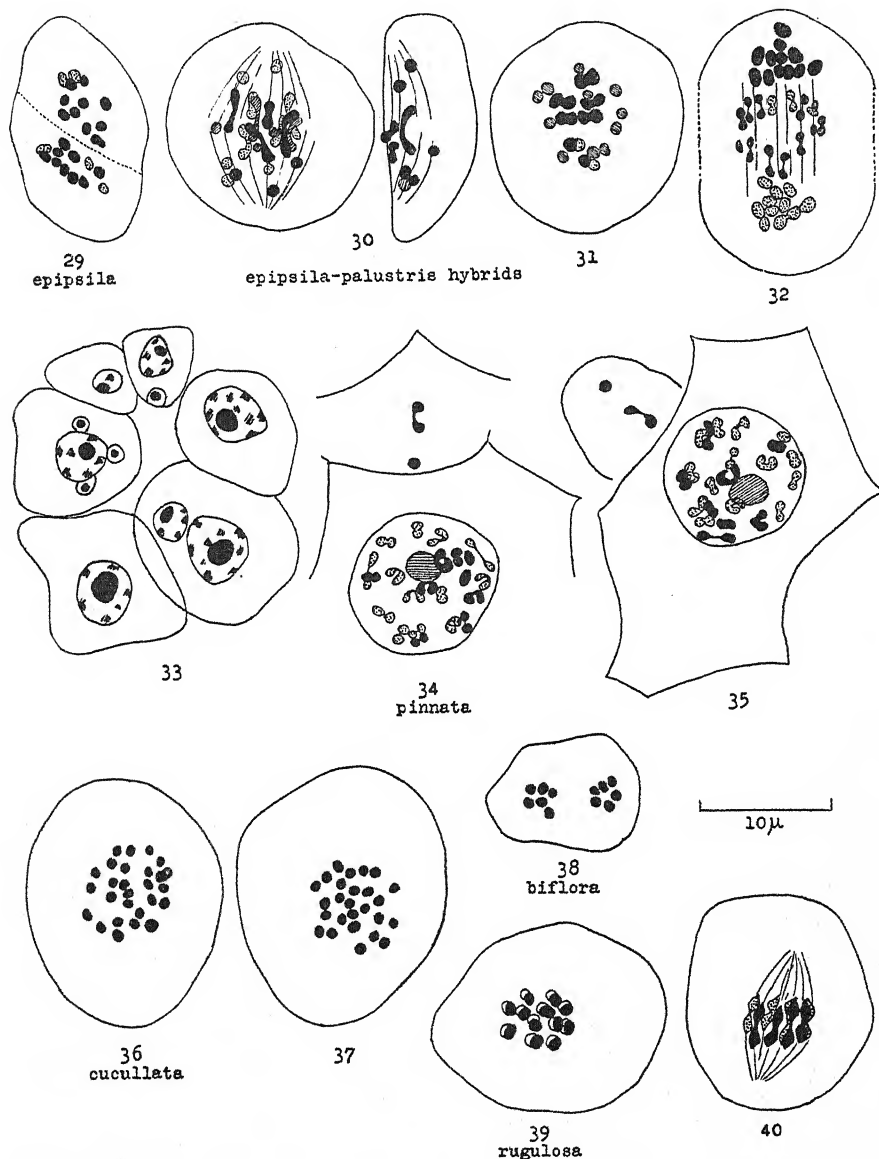 29
epipsila
30
epipsila-palustris hybrids
31
32
33
34
pinnata
35
36
cucullata
37
38
biflora
10μ
39
rugulosa
40